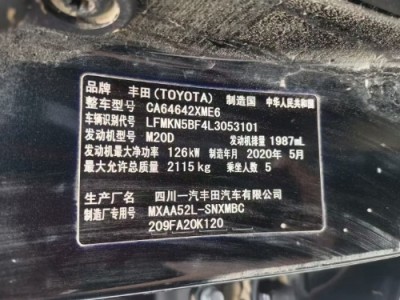 品牌 丰田(TOYOTA) 制造国 中华人民共和国
整车型号 CA64642XME6
车辆识别代号 LFMKN5BF4L3053101
发动机型号 M20D 发动机排量 1987mL
发动机最大净功率 126kW 制造年月 2020年5月
最大允许总质量 2115kg 乘坐人数 5
生产厂名 四川一汽丰田汽车有限公司
制造厂专用号 MXAA52L-SNXMBC
209FA20K120